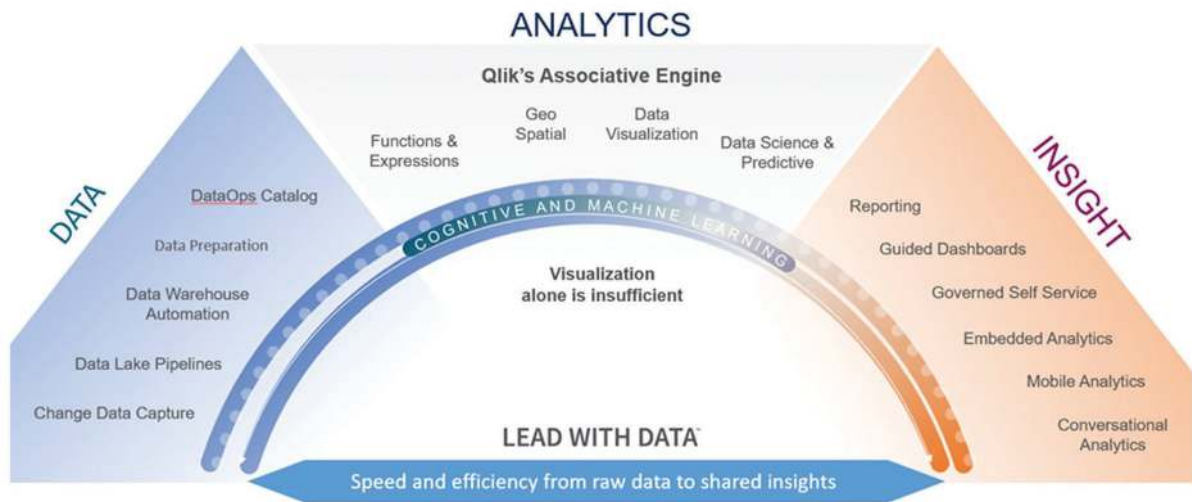 ANALYTICS
Qlik's Associative Engine
Functions &
Expressions
Geo
Spatial
Data
Visualization
Data Science &
Predictive
DATA
DataOps Catalog
Data Preparation
Data Warehouse
Automation
Data Lake Pipelines
Change Data Capture
COGNITIVE AND MACHINE LEARNING
Visualization
alone is insufficient
INSIGHT
Reporting
Guided Dashboards
Governed Self Service
Embedded Analytics
Mobile Analytics
Conversational
Analytics
LEAD WITH DATA™
Speed and efficiency from raw data to shared insights